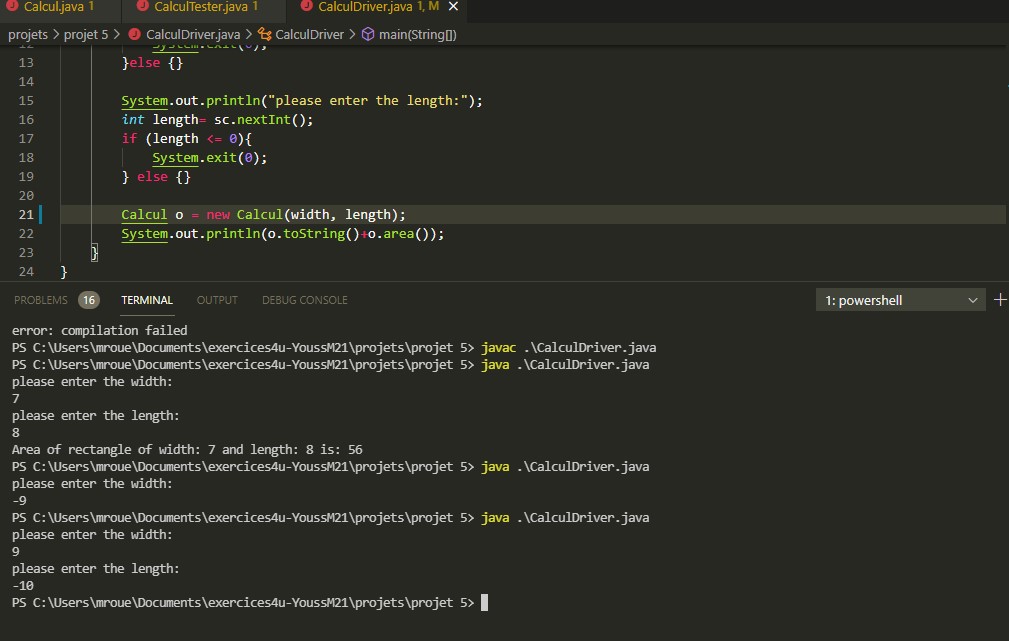 Calcul.java 1 CalculTester.java 1 CalculDriver.java 1, M
projets > projet 5 > CalculDriver.java > CalculDriver > main(String[])
12 System.exit(0);
13 }else {}
14
15 System.out.println("please enter the length:");
16 int length= sc.nextInt();
17 if (length <= 0){
18 System.exit(0);
19 } else {}
20
21 Calcul o = new Calcul(width, length);
22 System.out.println(o.toString()+o.area());
23 }
24 }
PROBLEMS 16 TERMINAL OUTPUT DEBUG CONSOLE 1: powershell
error: compilation failed
PS C:\Users\mroue\Documents\exercices4u-YoussM21\projets\projet 5> javac .\CalculDriver.java
PS C:\Users\mroue\Documents\exercices4u-YoussM21\projets\projet 5> java .\CalculDriver.java
please enter the width:
7
please enter the length:
8
Area of rectangle of width: 7 and length: 8 is: 56
PS C:\Users\mroue\Documents\exercices4u-YoussM21\projets\projet 5> java .\CalculDriver.java
please enter the width:
-9
PS C:\Users\mroue\Documents\exercices4u-YoussM21\projets\projet 5> java .\CalculDriver.java
please enter the width:
9
please enter the length:
-10
PS C:\Users\mroue\Documents\exercices4u-YoussM21\projets\projet 5>